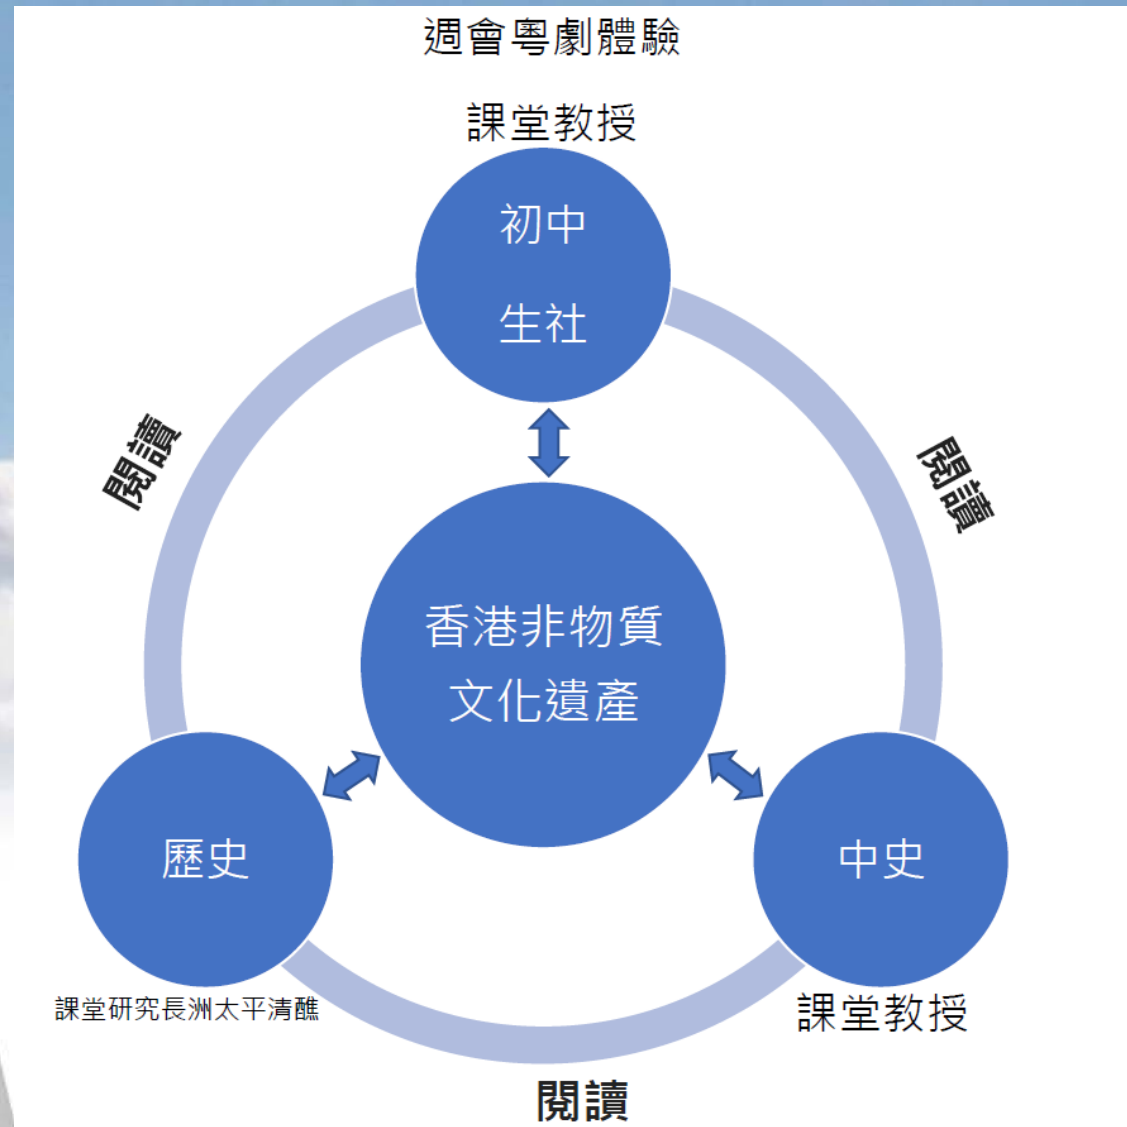 週會粵劇體驗
課堂教授
初中
生社
閱讀
閱讀
香港非物質
文化遺產
歷史
中史
課堂研究長洲太平清醮
課堂教授
閱讀